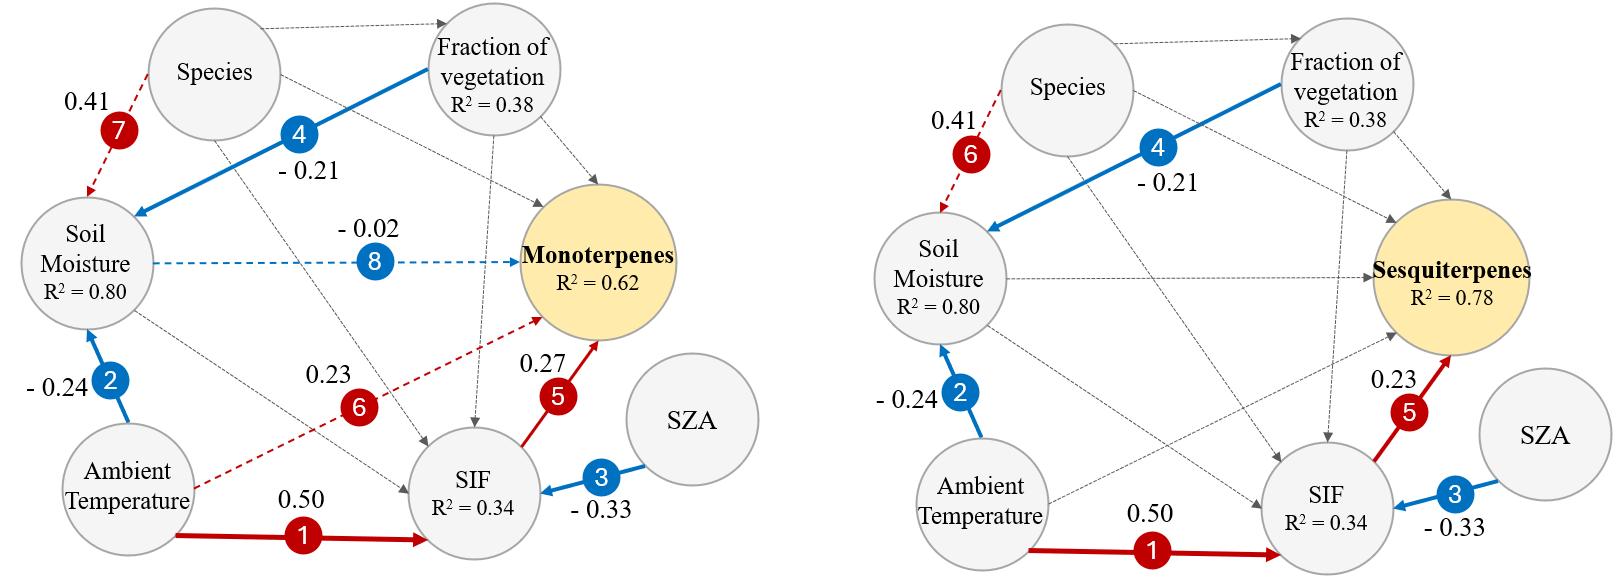 Species
Fraction of
vegetation
R² = 0.38
0.41
7
4
- 0.21
Soil
Moisture
R² = 0.80
- 0.02
8
Monoterpenes
R² = 0.62
- 0.24
2
0.23
6
0.27
5
SZA
Ambient
Temperature
0.50
1
SIF
R² = 0.34
3
- 0.33
Species
Fraction of
vegetation
R² = 0.38
0.41
6
4
- 0.21
Soil
Moisture
R² = 0.80
Sesquiterpenes
R² = 0.78
- 0.24
2
0.23
5
SZA
Ambient
Temperature
0.50
1
SIF
R² = 0.34
3
- 0.33